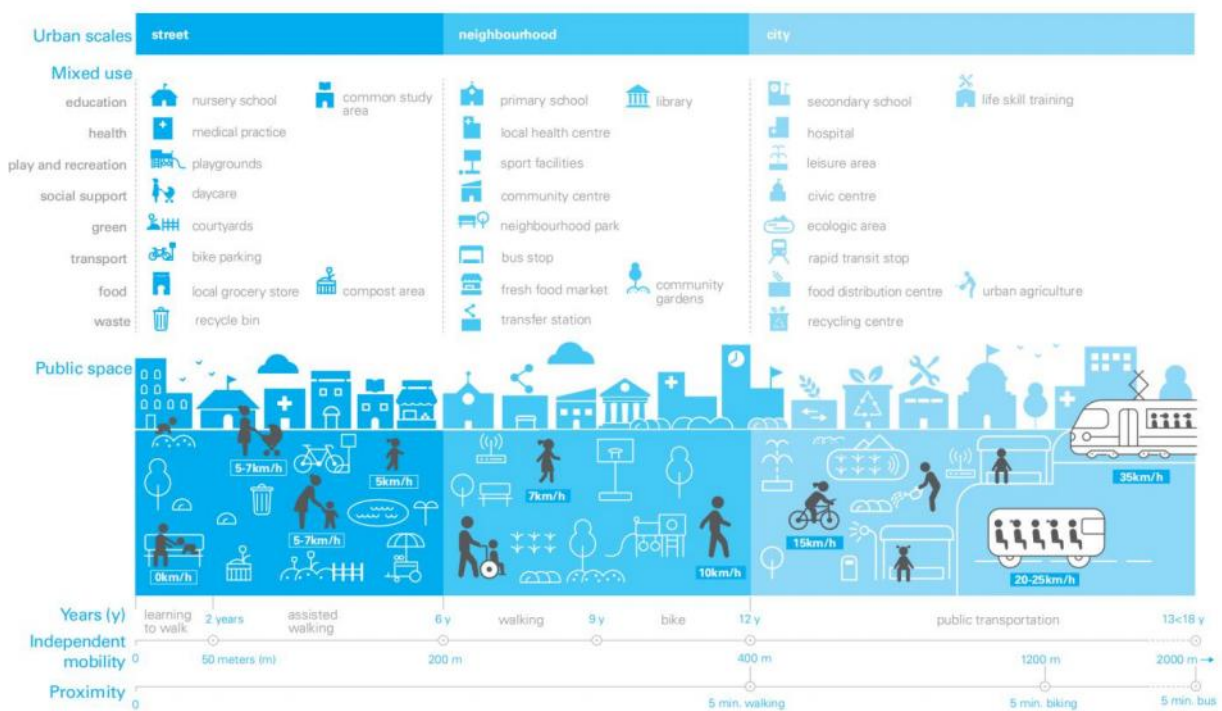 Urban scales street neighbourhood city
Mixed use
education nursery school common study area primary school library secondary school life skill training
health medical practice local health centre hospital
play and recreation playgrounds sport facilities leisure area
social support daycare community centre civic centre
green courtyards neighbourhood park ecologic area
transport bike parking bus stop rapid transit stop
food local grocery store compost area fresh food market community gardens food distribution centre urban agriculture
waste recycle bin transfer station recycling centre
Public space
5-7km/h 5km/h 7km/h 35km/h
5-7km/h 15km/h
0km/h 10km/h 20-25km/h
Years (y) learning to walk 2 years assisted walking 6 y walking 9 y bike 12 y public transportation 13<18 y
Independent mobility 0 50 meters (m) 200 m 400 m 1200 m 2000 m →
Proximity 0 5 min. walking 5 min. biking 5 min. bus